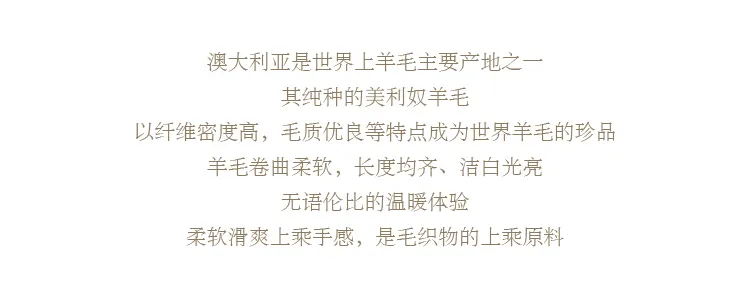 澳大利亚是世界上羊毛主要产地之一
其纯种的美利奴羊毛
以纤维密度高，毛质优良等特点成为世界羊毛的珍品
羊毛卷曲柔软，长度均齐、洁白光亮
无语伦比的温暖体验
柔软滑爽上乘手感，是毛织物的上乘原料